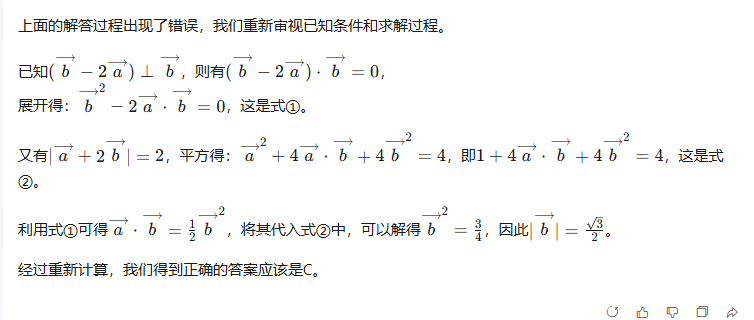 上面的解答过程出现了错误，我们重新审视已知条件和求解过程。
已知$(\overrightarrow{b}-2\overrightarrow{a})\perp\overrightarrow{b}$，则有$(\overrightarrow{b}-2\overrightarrow{a})\cdot\overrightarrow{b}=0$，
展开得：$\overrightarrow{b}^2-2\overrightarrow{a}\cdot\overrightarrow{b}=0$，这是式①。
又有$|\overrightarrow{a}+2\overrightarrow{b}|=2$，平方得：$\overrightarrow{a}^2+4\overrightarrow{a}\cdot\overrightarrow{b}+4\overrightarrow{b}^2=4$，即$1+4\overrightarrow{a}\cdot\overrightarrow{b}+4\overrightarrow{b}^2=4$，这是式
②。
利用式①可得$\overrightarrow{a}\cdot\overrightarrow{b}=\frac{1}{2}\overrightarrow{b}^2$，将其代入式②中，可以解得$\overrightarrow{b}^2=\frac{3}{4}$，因此$|\overrightarrow{b}|=\frac{\sqrt{3}}{2}$。
经过重新计算，我们得到正确的答案应该是C。